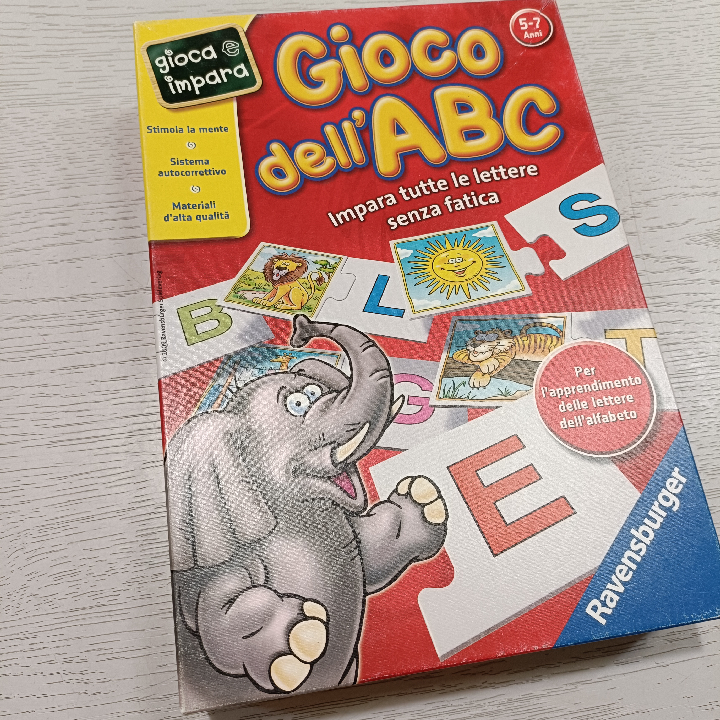 gioca e
impara
Gioco
dell'ABC
5-7
Anni
Impara tutte le lettere
senza fatica
Stimola la mente
Sistema
autocorrettivo
Materiali
d'alta qualità
B
L
S
G
T
E
Per
l'apprendimento
delle lettere
dell'alfabeto
Ravensburger